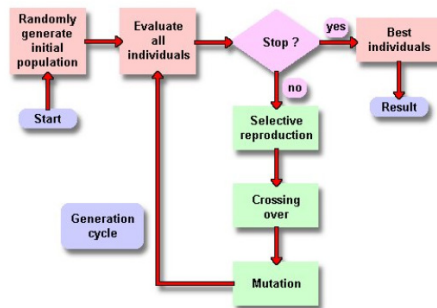 Randomly
generate
initial
population
Evaluate
all
individuals
Stop ?
yes
Best
individuals
Start
no
Result
Selective
reproduction
Crossing
over
Generation
cycle
Mutation